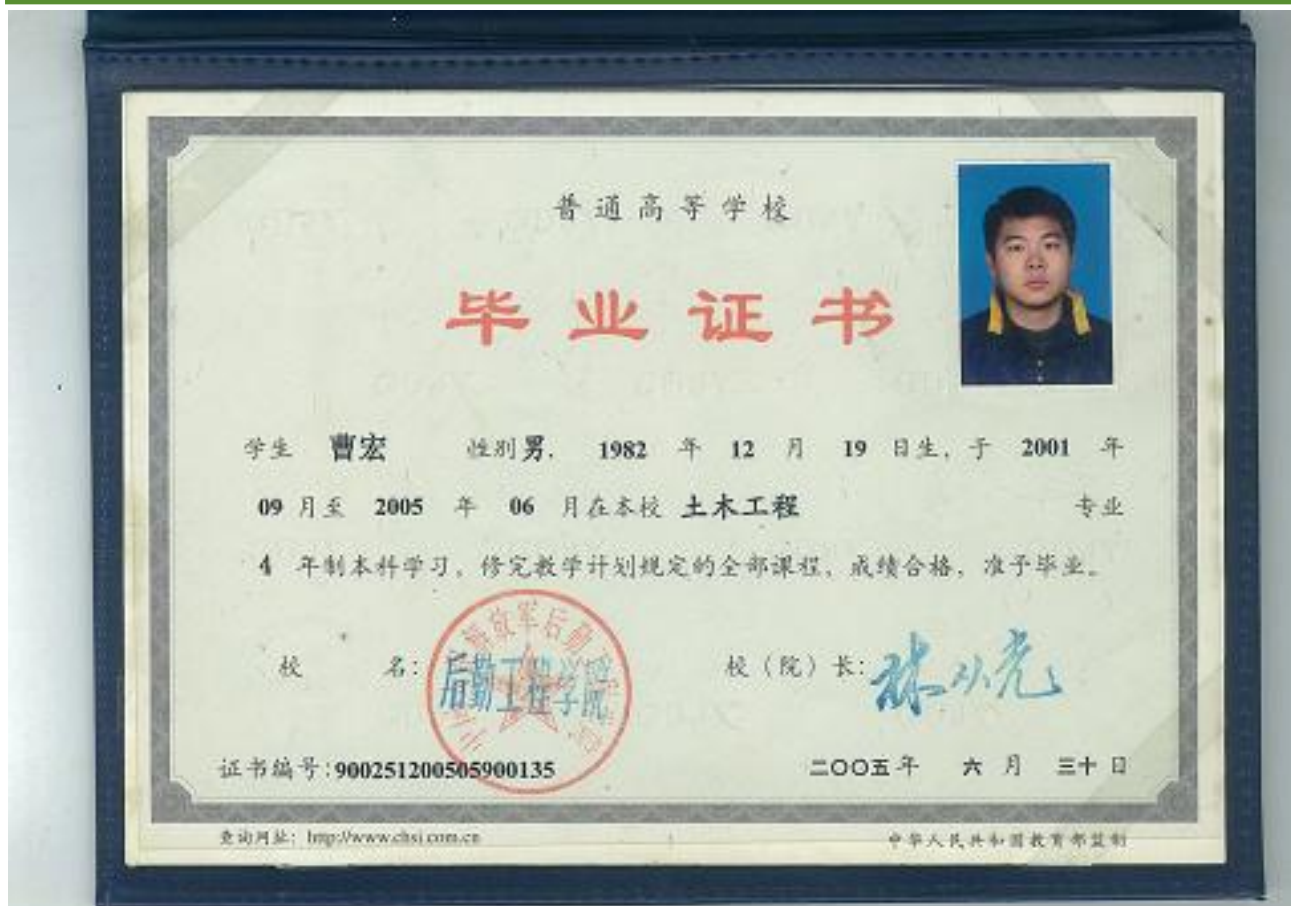 普通高等学校
毕业证书
学生 曹宏 性别男. 1982 年 12 月 19 日生, 于 2001 年
09 月至 2005 年 06 月在本校 土木工程 专业
4 年制本科学习, 修完教学计划规定的全部课程, 成绩合格, 准予毕业。
校 名: 后勤工程学院 校(院)长: 林从尧
证书编号:900251200505900135 二〇〇五年 六 月 三十 日
查询网址: http://www.chsi.com.cn 中华人民共和国教育部监制